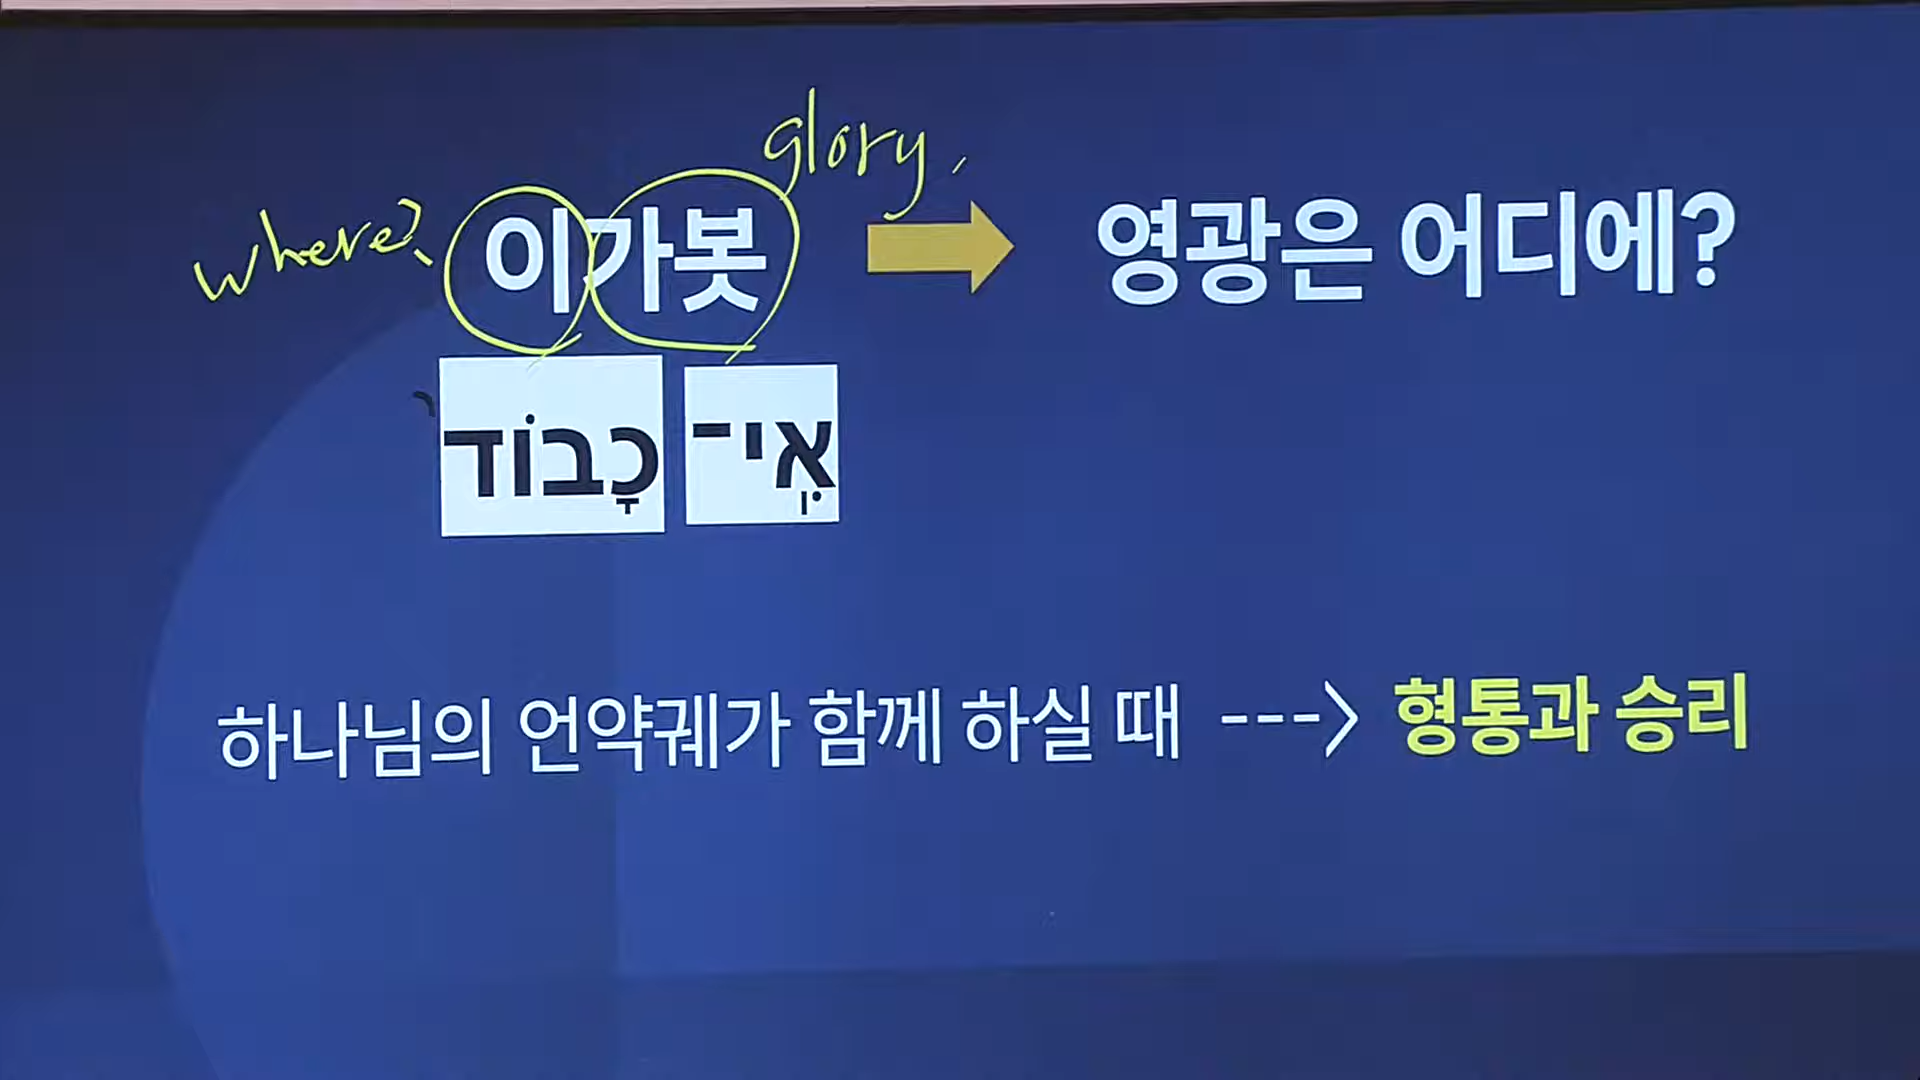 glory,
where?
이가봇 영광은 어디에?
אִי־ כָבוֹד
하나님의 언약궤가 함께 하실 때 ---> 형통과 승리